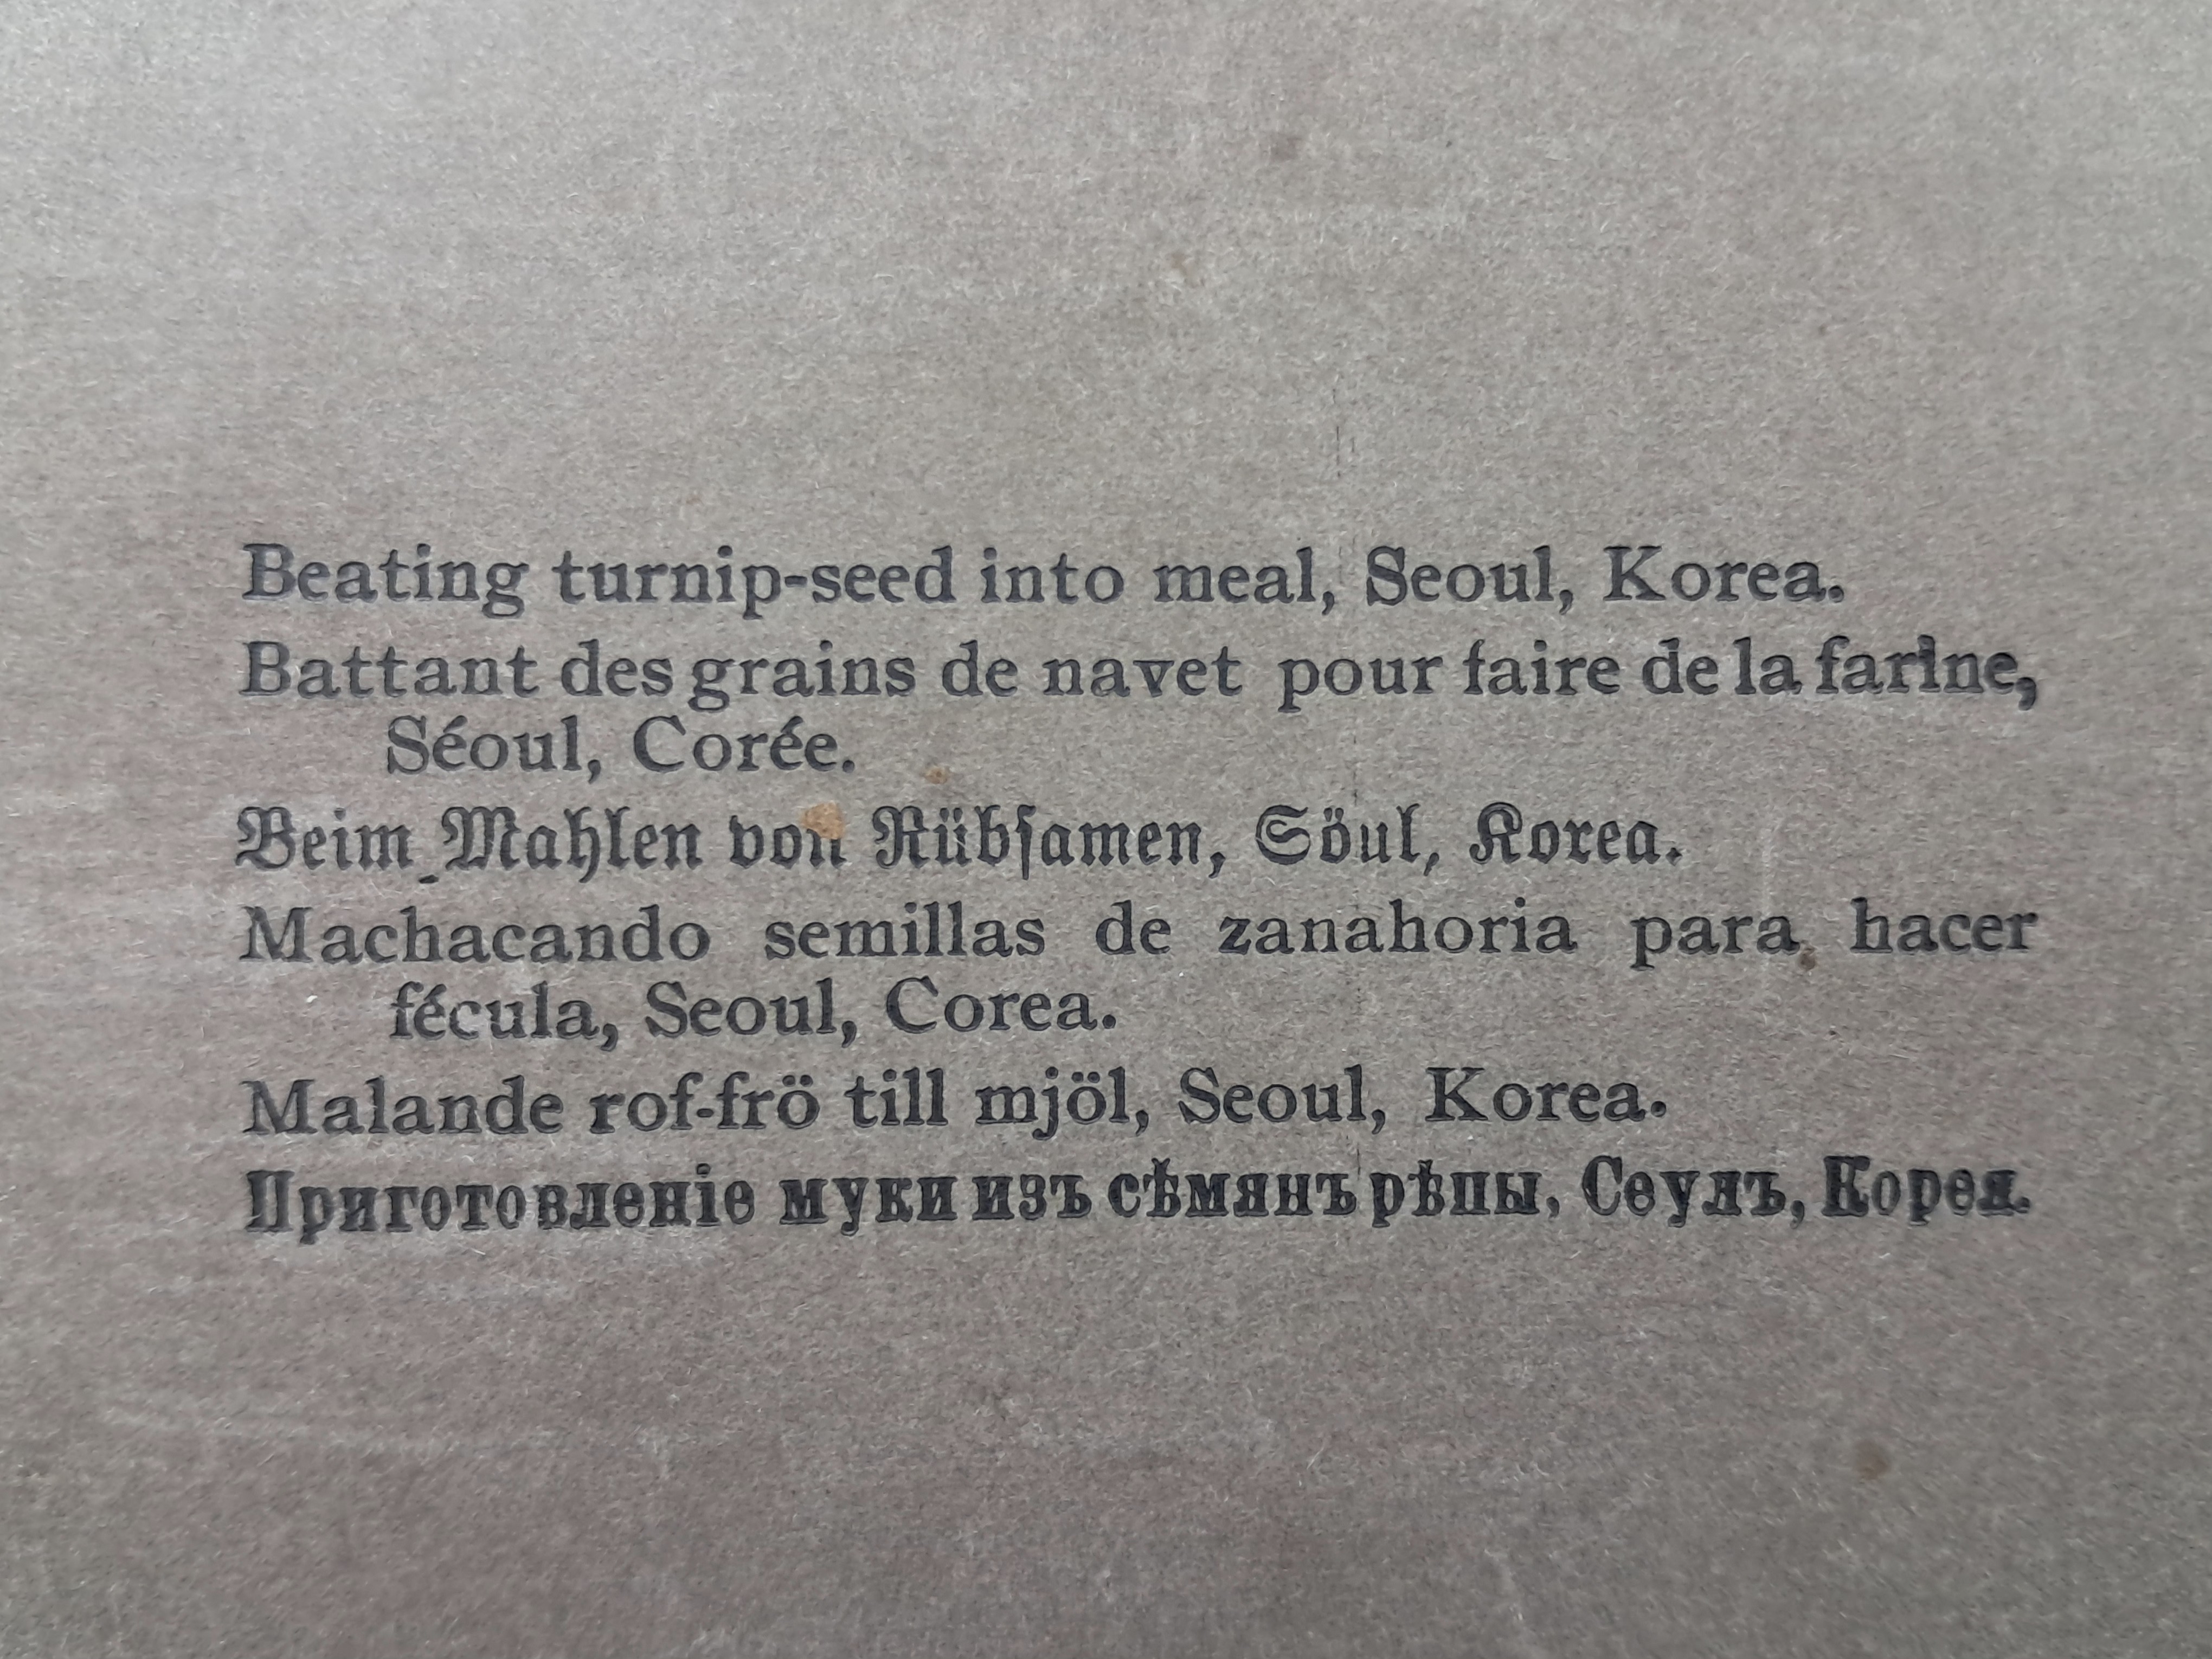 Beating turnip-seed into meal, Seoul, Korea.
Battant des grains de navet pour faire de la farine,
Séoul, Corée.
Beim Mahlen von Rübſamen, Söul, Korea.
Machacando semillas de zanahoria para hacer
fécula, Seoul, Corea.
Malande rof-frö till mjöl, Seoul, Korea.
Приготовленіе муки изъ сѣмянъ рѣпы, Сеулъ, Корея.